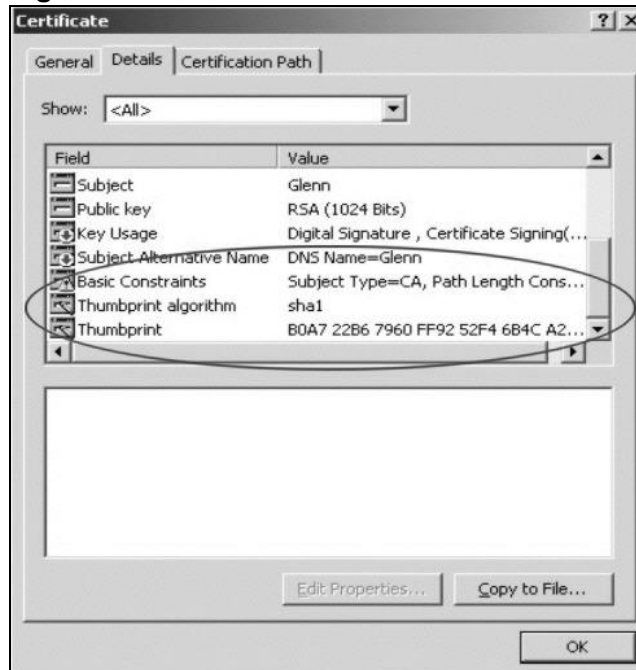 Certificate
General Details Certification Path
Show: <All>
Field Value
Subject Glenn
Public key RSA (1024 Bits)
Key Usage Digital Signature , Certificate Signing(...
Subject Alternative Name DNS Name=Glenn
Basic Constraints Subject Type=CA, Path Length Cons...
Thumbprint algorithm sha1
Thumbprint B0A7 22B6 7960 FF92 52F4 6B4C A2...
Edit Properties... Copy to File...
OK